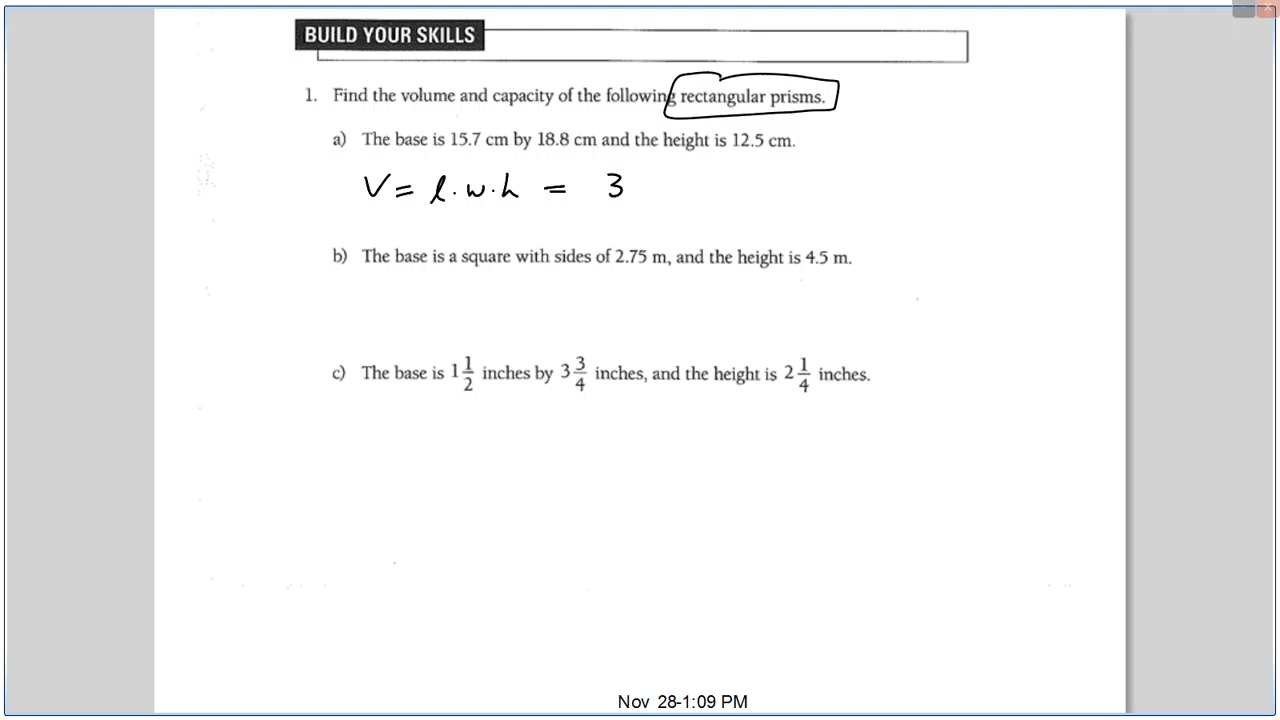 BUILD YOUR SKILLS
1. Find the volume and capacity of the following rectangular prisms.
a) The base is 15.7 cm by 18.8 cm and the height is 12.5 cm.
V = l · w · h = 3
b) The base is a square with sides of 2.75 m, and the height is 4.5 m.
c) The base is 1 1/2 inches by 3 3/4 inches, and the height is 2 1/4 inches.
Nov 28-1:09 PM